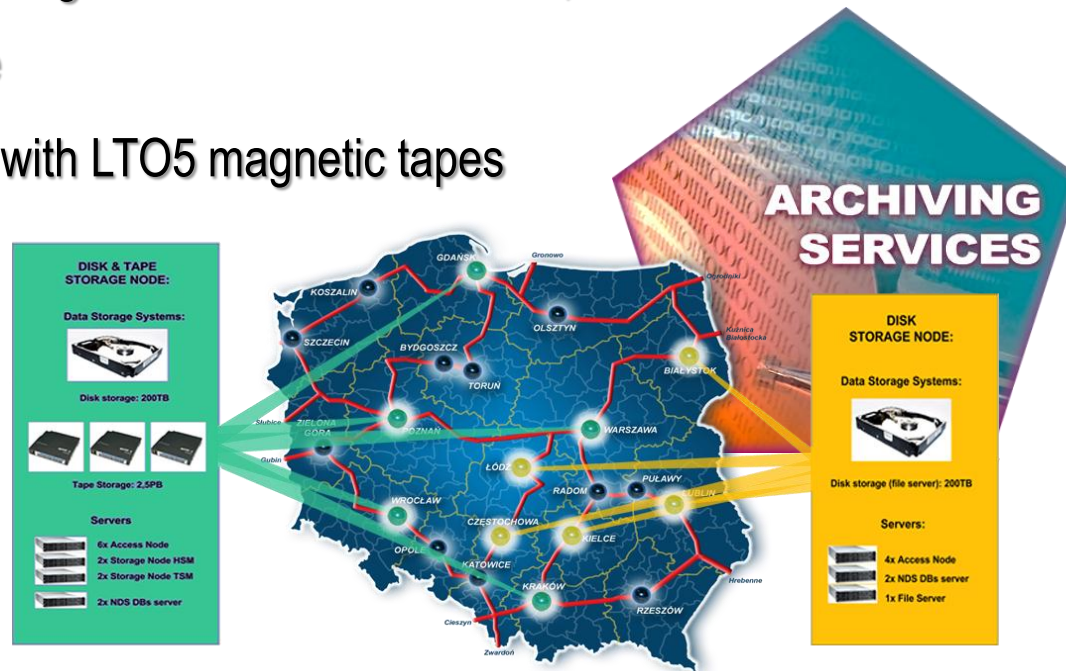 with LTO5 magnetic tapes
ARCHIVING
SERVICES
DISK & TAPE
STORAGE NODE:
Data Storage Systems:
Disk storage: 200TB
Tape Storage: 2,5PB
Servers
6x Access Node
2x Storage Node HSM
2x Storage Node TSM
2x NDS DBs server
GDAŃSK
Gronowo
KOSZALIN
Ogrodniki
OLSZTYN
Kuźnica
Białostocka
SZCZECIN
BYDGOSZCZ
BIAŁYSTOK
TORUŃ
Słubice
ZIELONA
GÓRA
POZNAŃ
WARSZAWA
Gubin
ŁÓDŹ
PUŁAWY
RADOM
LUBLIN
WROCŁAW
CZĘSTOCHOWA
KIELCE
OPOLE
KATOWICE
KRAKÓW
Hrebenne
RZESZÓW
Cieszyn
Zwardoń
DISK
STORAGE NODE:
Data Storage Systems:
Disk storage (file server): 200TB
Servers:
4x Access Node
2x NDS DBs server
1x File Server